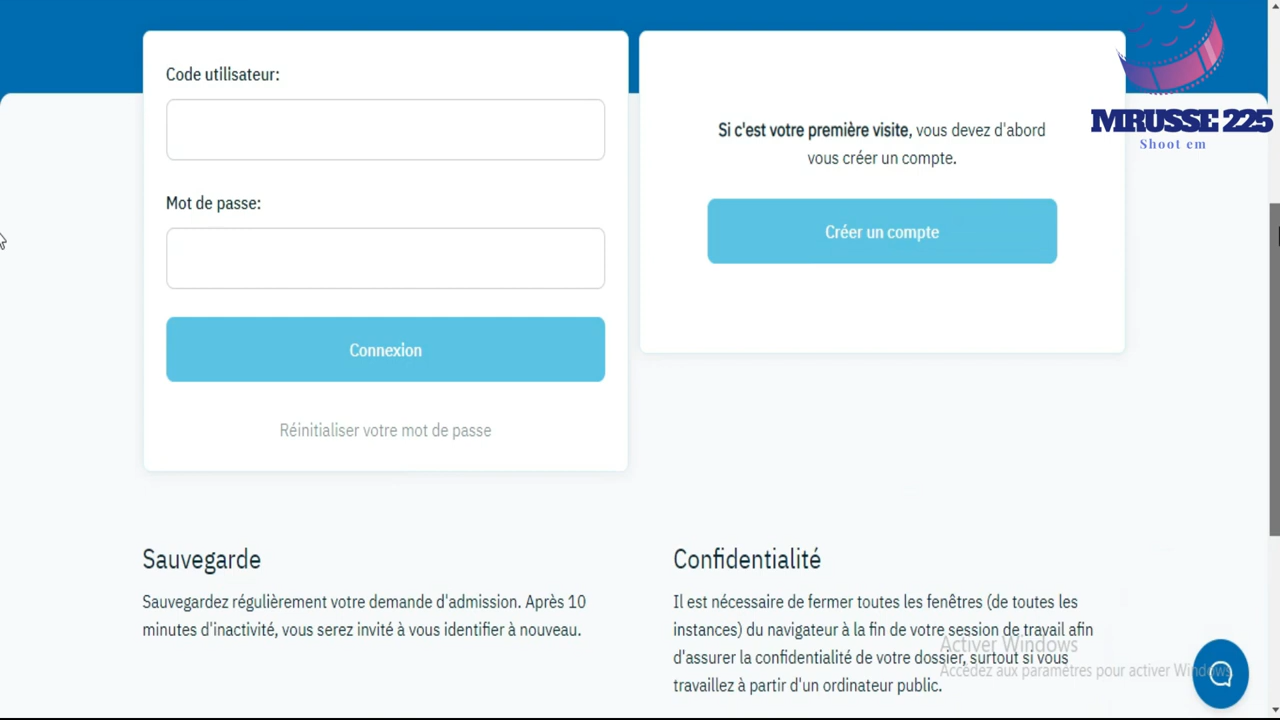 Code utilisateur:
Mot de passe:
Connexion
Réinitialiser votre mot de passe
Si c'est votre première visite, vous devez d'abord
vous créer un compte.
Créer un compte
MRUSSE 225
Shoot em
Sauvegarde
Sauvegardez régulièrement votre demande d'admission. Après 10
minutes d'inactivité, vous serez invité à vous identifier à nouveau.
Confidentialité
Il est nécessaire de fermer toutes les fenêtres (de toutes les
instances) du navigateur à la fin de votre session de travail afin
d'assurer la confidentialité de votre dossier, surtout si vous
travaillez à partir d'un ordinateur public.
Activer Windows
Accédez aux paramètres pour activer Windows.